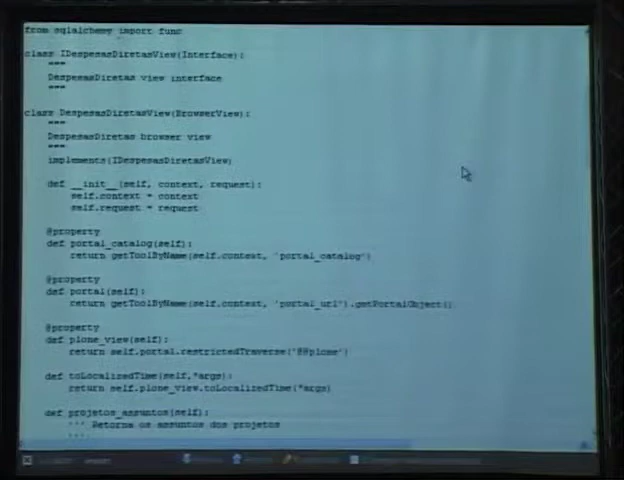 from sqlalchemy import func
class IDespesasDiretasView(Interface):
"""
DespesasDiretas view interface
"""
class DespesasDiretasView(BrowserView):
"""
DespesasDiretas browser view
"""
implements(IDespesasDiretasView)
def __init__(self, context, request):
self.context = context
self.request = request
@property
def portal_catalog(self):
return getToolByName(self.context, 'portal_catalog')
@property
def portal(self):
return getToolByName(self.context, 'portal_url').getPortalObject()
@property
def plone_view(self):
return self.portal.restrictedTraverse('@@plone')
def toLocalizedTime(self,*args):
return self.plone_view.toLocalizedTime(*args)
def projetos_assuntos(self):
''' Retorna os assuntos dos projetos
'''